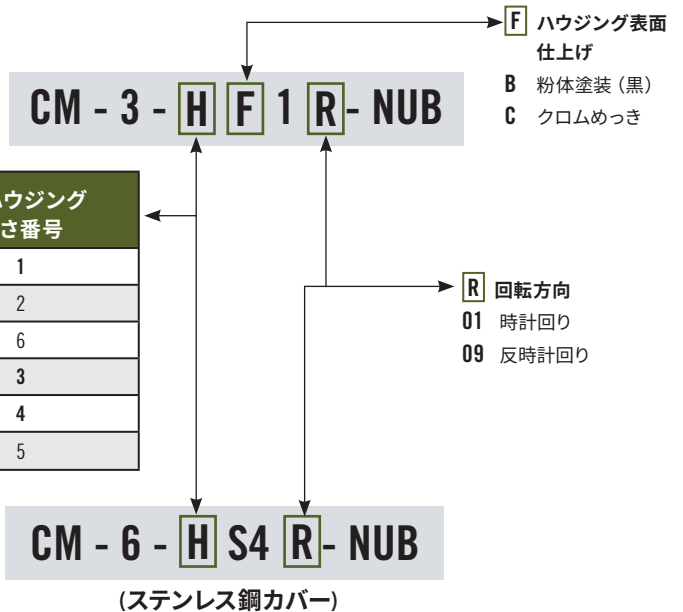 F ハウジング表面
仕上げ
B 粉体塗装（黒）
C クロムめっき
CM - 3 - H F 1 R - NUB
ハウジング
さ番号
1
2
6
3
4
5
R 回転方向
01 時計回り
09 反時計回り
CM - 6 - H S4 R - NUB
(ステンレス鋼カバー)